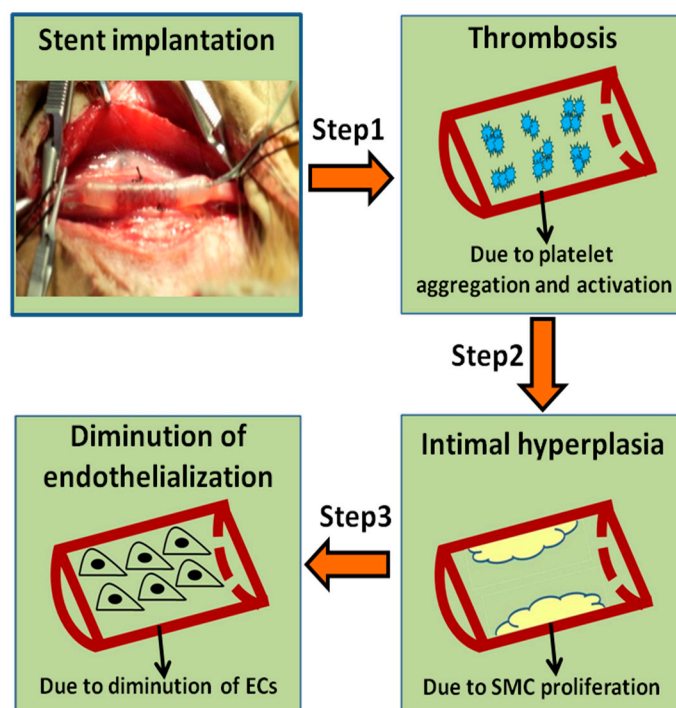 Stent implantation
Step1
Thrombosis
Due to platelet
aggregation and activation
Step2
Intimal hyperplasia
Due to SMC proliferation
Step3
Diminution of
endothelialization
Due to diminution of ECs